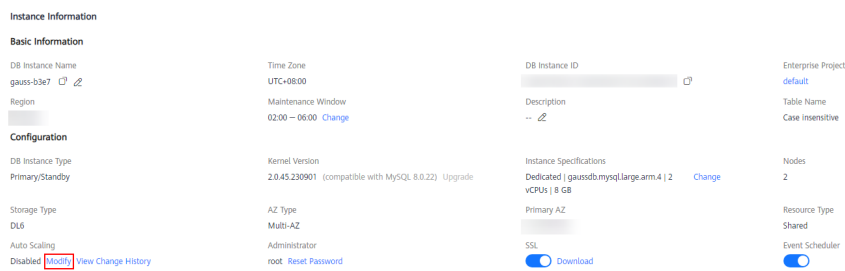 Instance Information
Basic Information
DB Instance Name Time Zone DB Instance ID Enterprise Project
gauss-b3e7 UTC+08:00 default
Region Maintenance Window Description Table Name
02:00 — 06:00 Change -- Case insensitive
Configuration
DB Instance Type Kernel Version Instance Specifications Nodes
Primary/Standby 2.0.45.230901 (compatible with MySQL 8.0.22) Upgrade Dedicated | gaussdb.mysql.large.arm.4 | 2 Change 2
vCPUs | 8 GB
Storage Type AZ Type Primary AZ Resource Type
DL6 Multi-AZ Shared
Auto Scaling Administrator SSL Event Scheduler
Disabled Modify View Change History root Reset Password Download